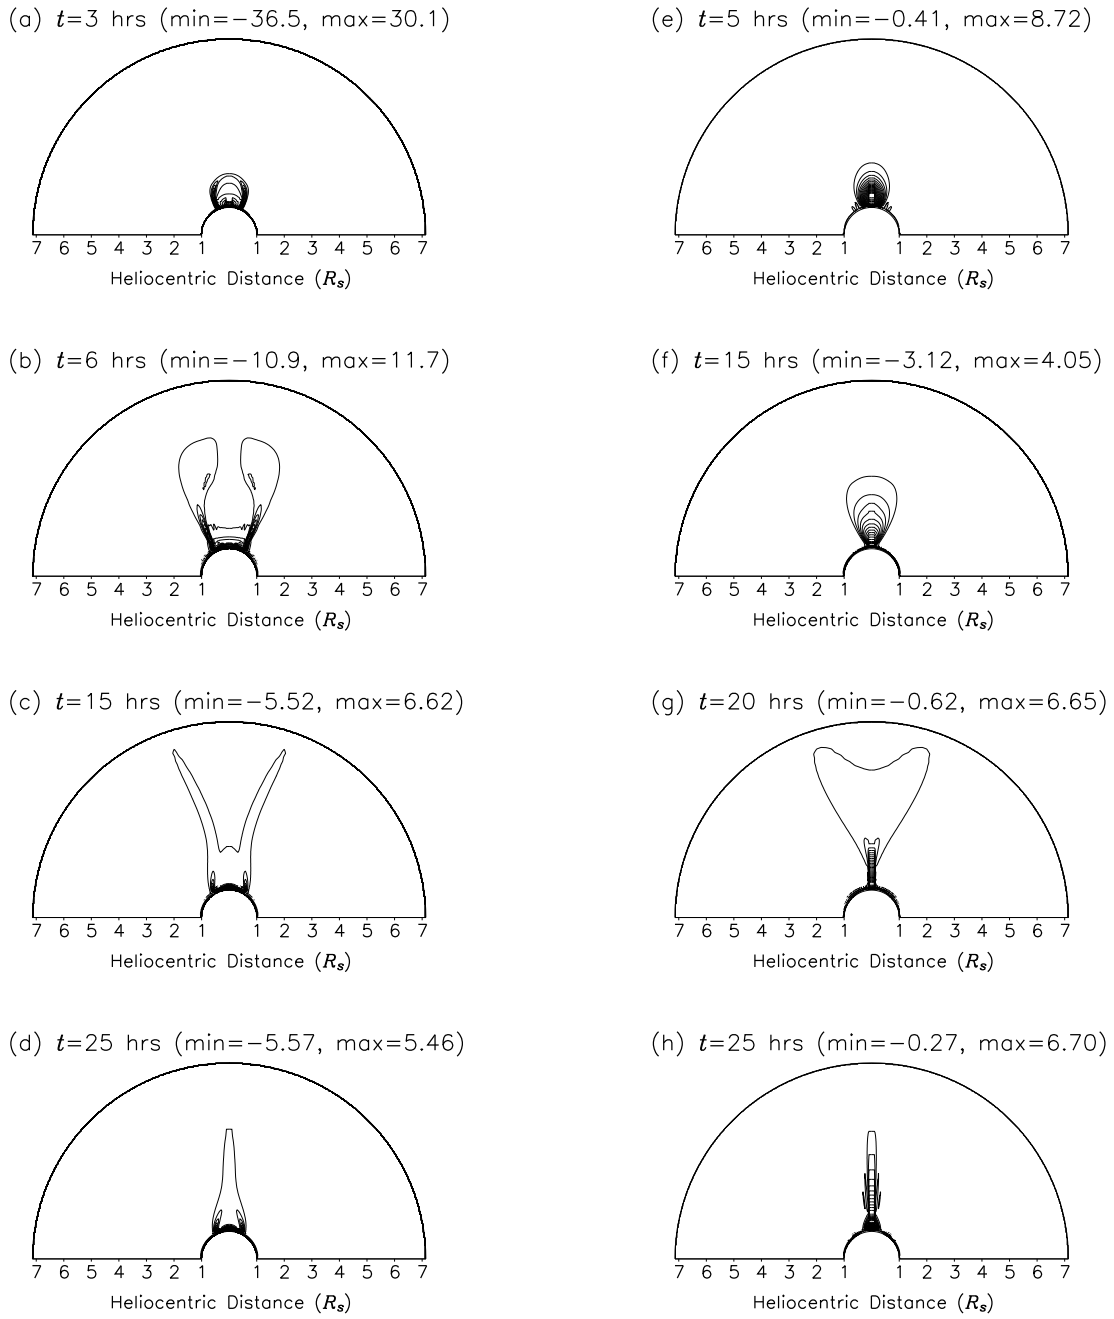 (a) t=3 hrs (min=−36.5, max=30.1)
7 6 5 4 3 2 1 1 2 3 4 5 6 7
Heliocentric Distance (Rs)
(e) t=5 hrs (min=−0.41, max=8.72)
7 6 5 4 3 2 1 1 2 3 4 5 6 7
Heliocentric Distance (Rs)
(b) t=6 hrs (min=−10.9, max=11.7)
7 6 5 4 3 2 1 1 2 3 4 5 6 7
Heliocentric Distance (Rs)
(f) t=15 hrs (min=−3.12, max=4.05)
7 6 5 4 3 2 1 1 2 3 4 5 6 7
Heliocentric Distance (Rs)
(c) t=15 hrs (min=−5.52, max=6.62)
7 6 5 4 3 2 1 1 2 3 4 5 6 7
Heliocentric Distance (Rs)
(g) t=20 hrs (min=−0.62, max=6.65)
7 6 5 4 3 2 1 1 2 3 4 5 6 7
Heliocentric Distance (Rs)
(d) t=25 hrs (min=−5.57, max=5.46)
7 6 5 4 3 2 1 1 2 3 4 5 6 7
Heliocentric Distance (Rs)
(h) t=25 hrs (min=−0.27, max=6.70)
7 6 5 4 3 2 1 1 2 3 4 5 6 7
Heliocentric Distance (Rs)